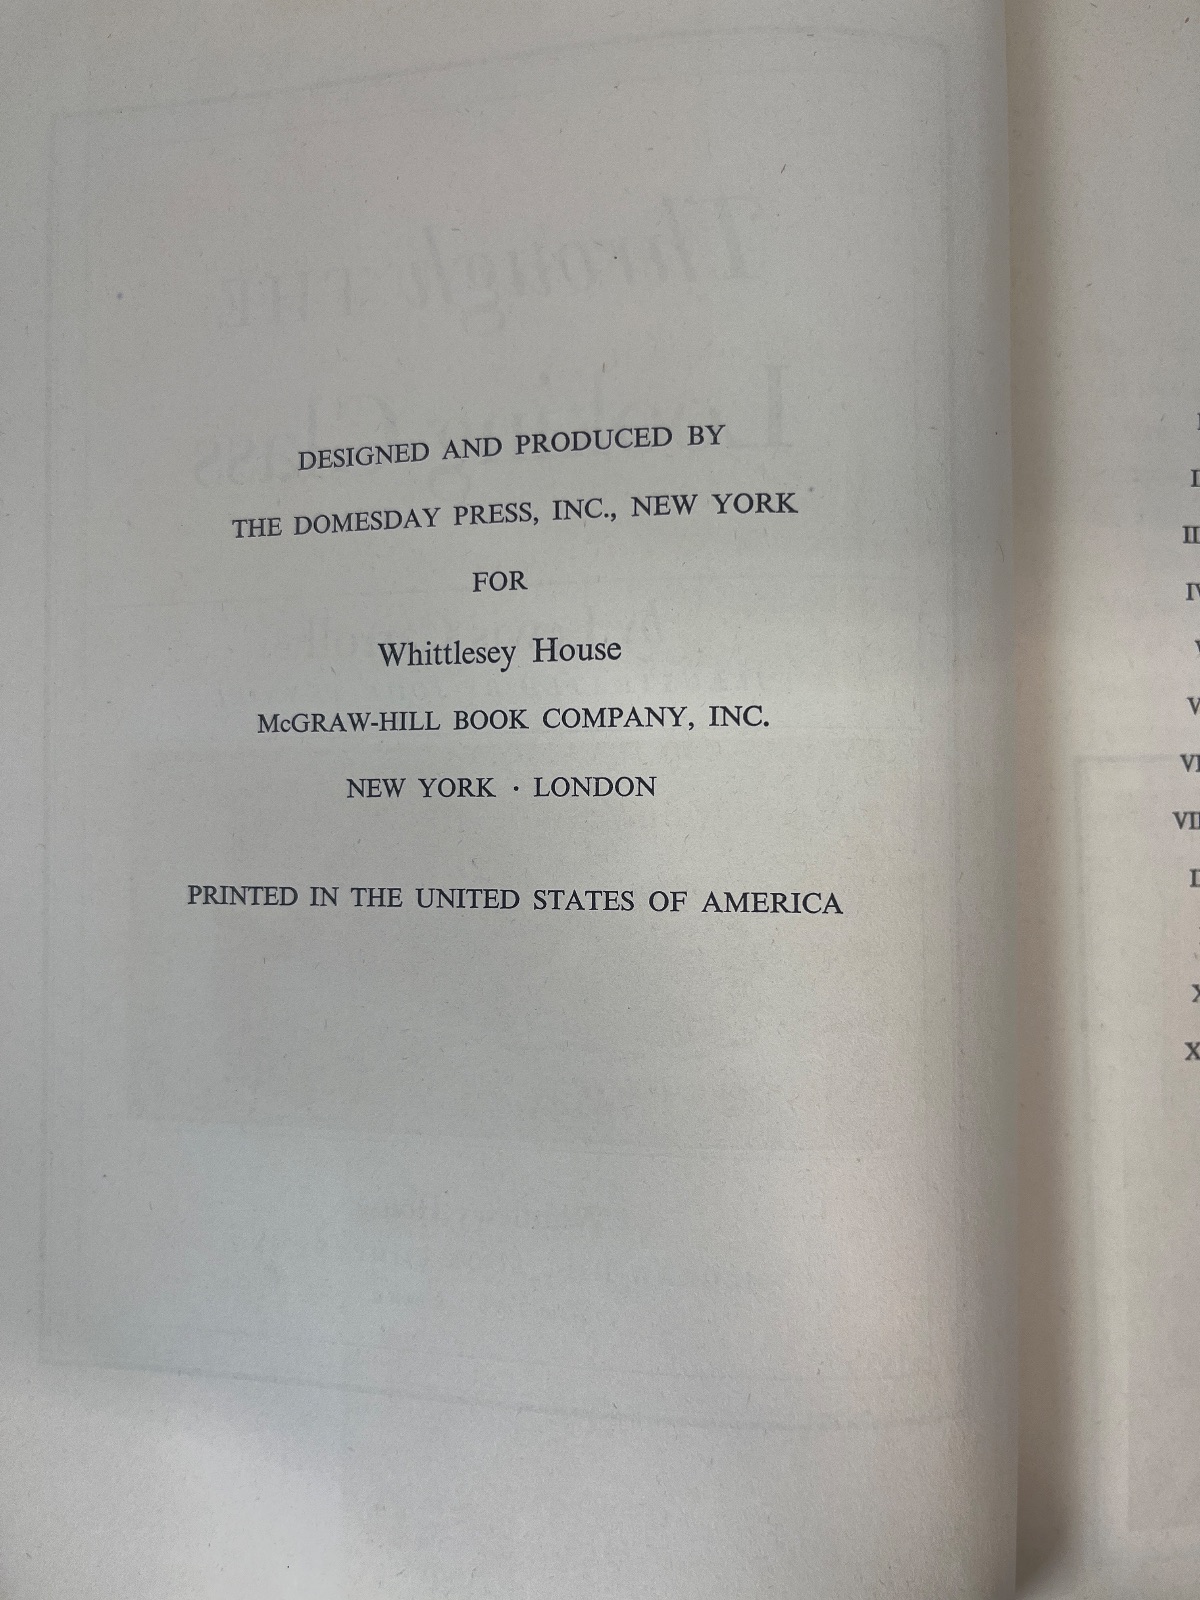 DESIGNED AND PRODUCED BY
THE DOMESDAY PRESS, INC., NEW YORK
FOR
Whittlesey House
McGRAW-HILL BOOK COMPANY, INC.
NEW YORK · LONDON
PRINTED IN THE UNITED STATES OF AMERICA